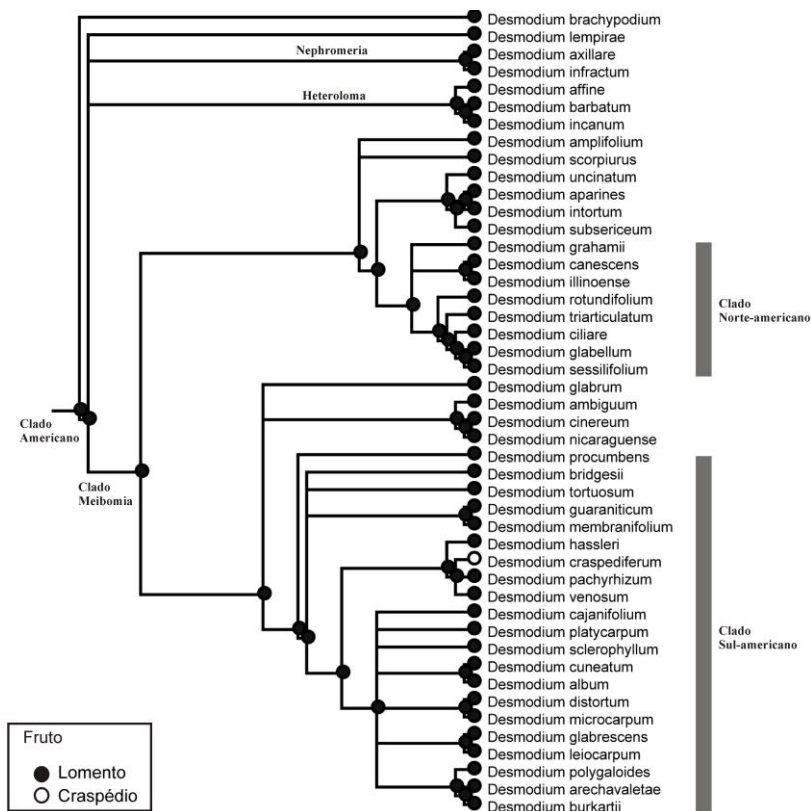 Desmodium brachypodium
Desmodium lempirae
Nephromeria
Desmodium axillare
Desmodium infractum
Desmodium affine
Heteroloma
Desmodium barbatum
Desmodium incanum
Desmodium amplifolium
Desmodium scorpiurus
Desmodium uncinatum
Desmodium aparines
Desmodium intortum
Desmodium subsericeum
Desmodium grahamii
Desmodium canescens
Desmodium illinoense
Desmodium rotundifolium
Desmodium triarticulatum
Desmodium ciliare
Desmodium glabellum
Desmodium sessilifolium
Clado
Norte-americano
Desmodium glabrum
Desmodium ambiguum
Desmodium cinereum
Desmodium nicaraguense
Clado
Americano
Clado
Meibomia
Desmodium procumbens
Desmodium bridgesii
Desmodium tortuosum
Desmodium guaraniticum
Desmodium membranifolium
Desmodium hassleri
Desmodium craspediferum
Desmodium pachyrhizum
Desmodium venosum
Desmodium cajanifolium
Desmodium platycarpum
Desmodium sclerophyllum
Desmodium cuneatum
Desmodium album
Desmodium distortum
Desmodium microcarpum
Desmodium glabrescens
Desmodium leiocarpum
Desmodium polygaloides
Desmodium arechavaletae
Desmodium burkartii
Clado
Sul-americano
Fruto
Lomento
Craspédio